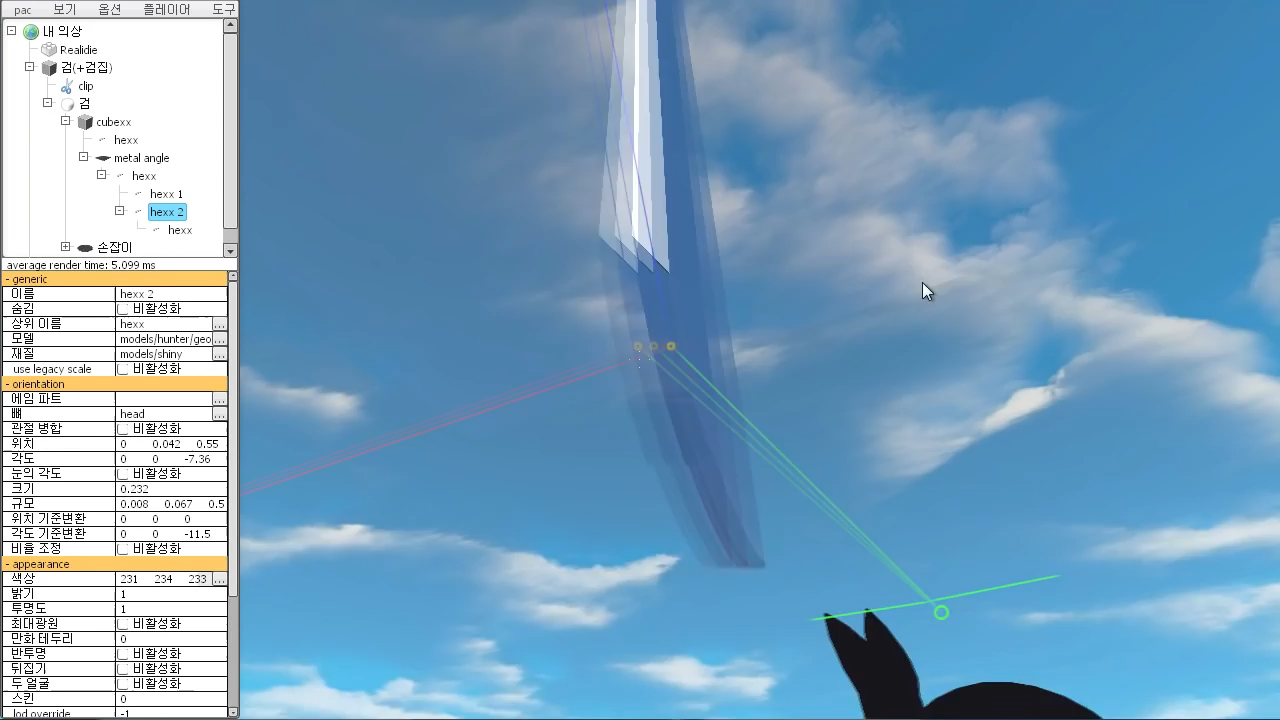 pac 보기 옵션 플레이어 도구
내 의상
Realidie
검(+검집)
clip
검
cubexx
hexx
metal angle
hexx
hexx 1
hexx 2
hexx
손잡이
average render time: 5.099 ms
- generic
이름 hexx 2
숨김 비활성화
상위 이름 hexx ...
모델 models/hunter/geo ...
재질 models/shiny ...
use legacy scale 비활성화
- orientation
에임 파트 ...
뼈 head ...
관절 병합 비활성화
위치 0 0.042 0.55
각도 0 0 -7.36
눈의 각도 비활성화
크기 0.232
규모 0.008 0.067 0.5
위치 기준변환 0 0 0
각도 기준변환 0 0 -11.5
비율 조정 비활성화
- appearance
색상 231 234 233 ...
밝기 1
투명도 1
최대광원 비활성화
만화 테두리 0
반투명 비활성화
뒤집기 비활성화
두 얼굴 비활성화
스킨 0
lod override -1